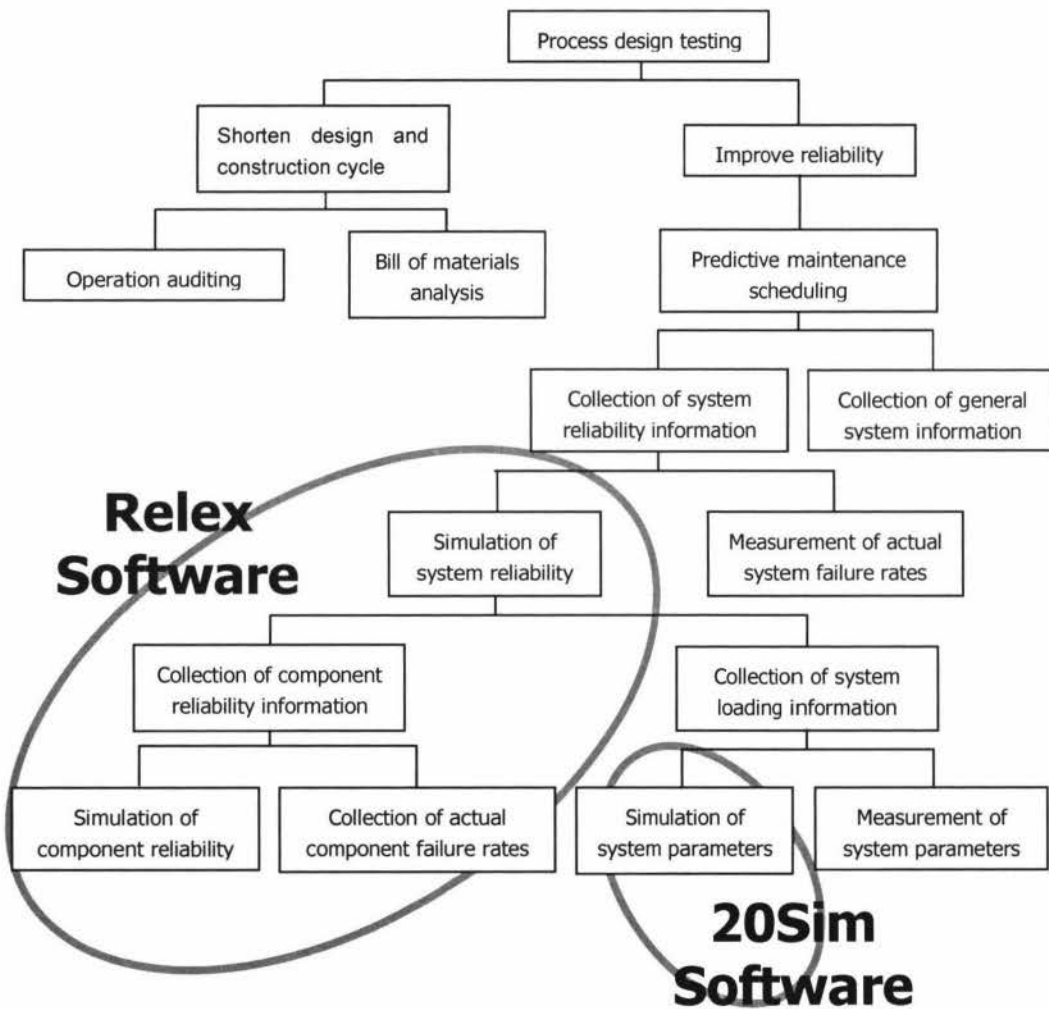 Process design testing
Shorten design and
construction cycle
Improve reliability
Operation auditing
Bill of materials
analysis
Predictive maintenance
scheduling
Collection of system
reliability information
Collection of general
system information
Relex
Software
Simulation of
system reliability
Measurement of actual
system failure rates
Collection of component
reliability information
Collection of system
loading information
Simulation of
component reliability
Collection of actual
component failure rates
Simulation of
system parameters
Measurement of
system parameters
20Sim
Software